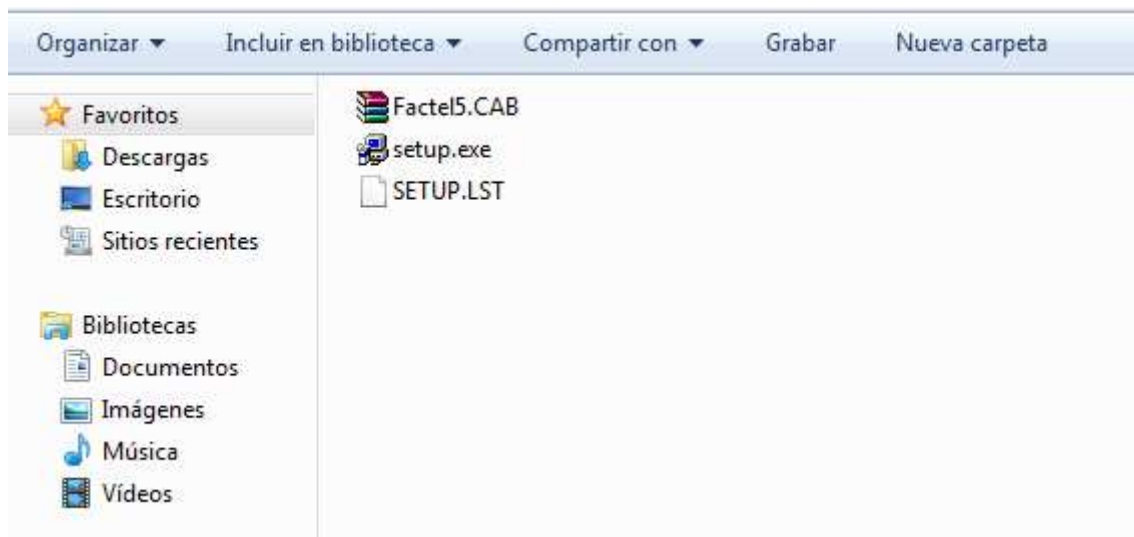 Organizar Incluir en biblioteca Compartir con Grabar Nueva carpeta
Favoritos
Descargas
Escritorio
Sitios recientes
Bibliotecas
Documentos
Imágenes
Música
Vídeos
Factel5.CAB
setup.exe
SETUP.LST